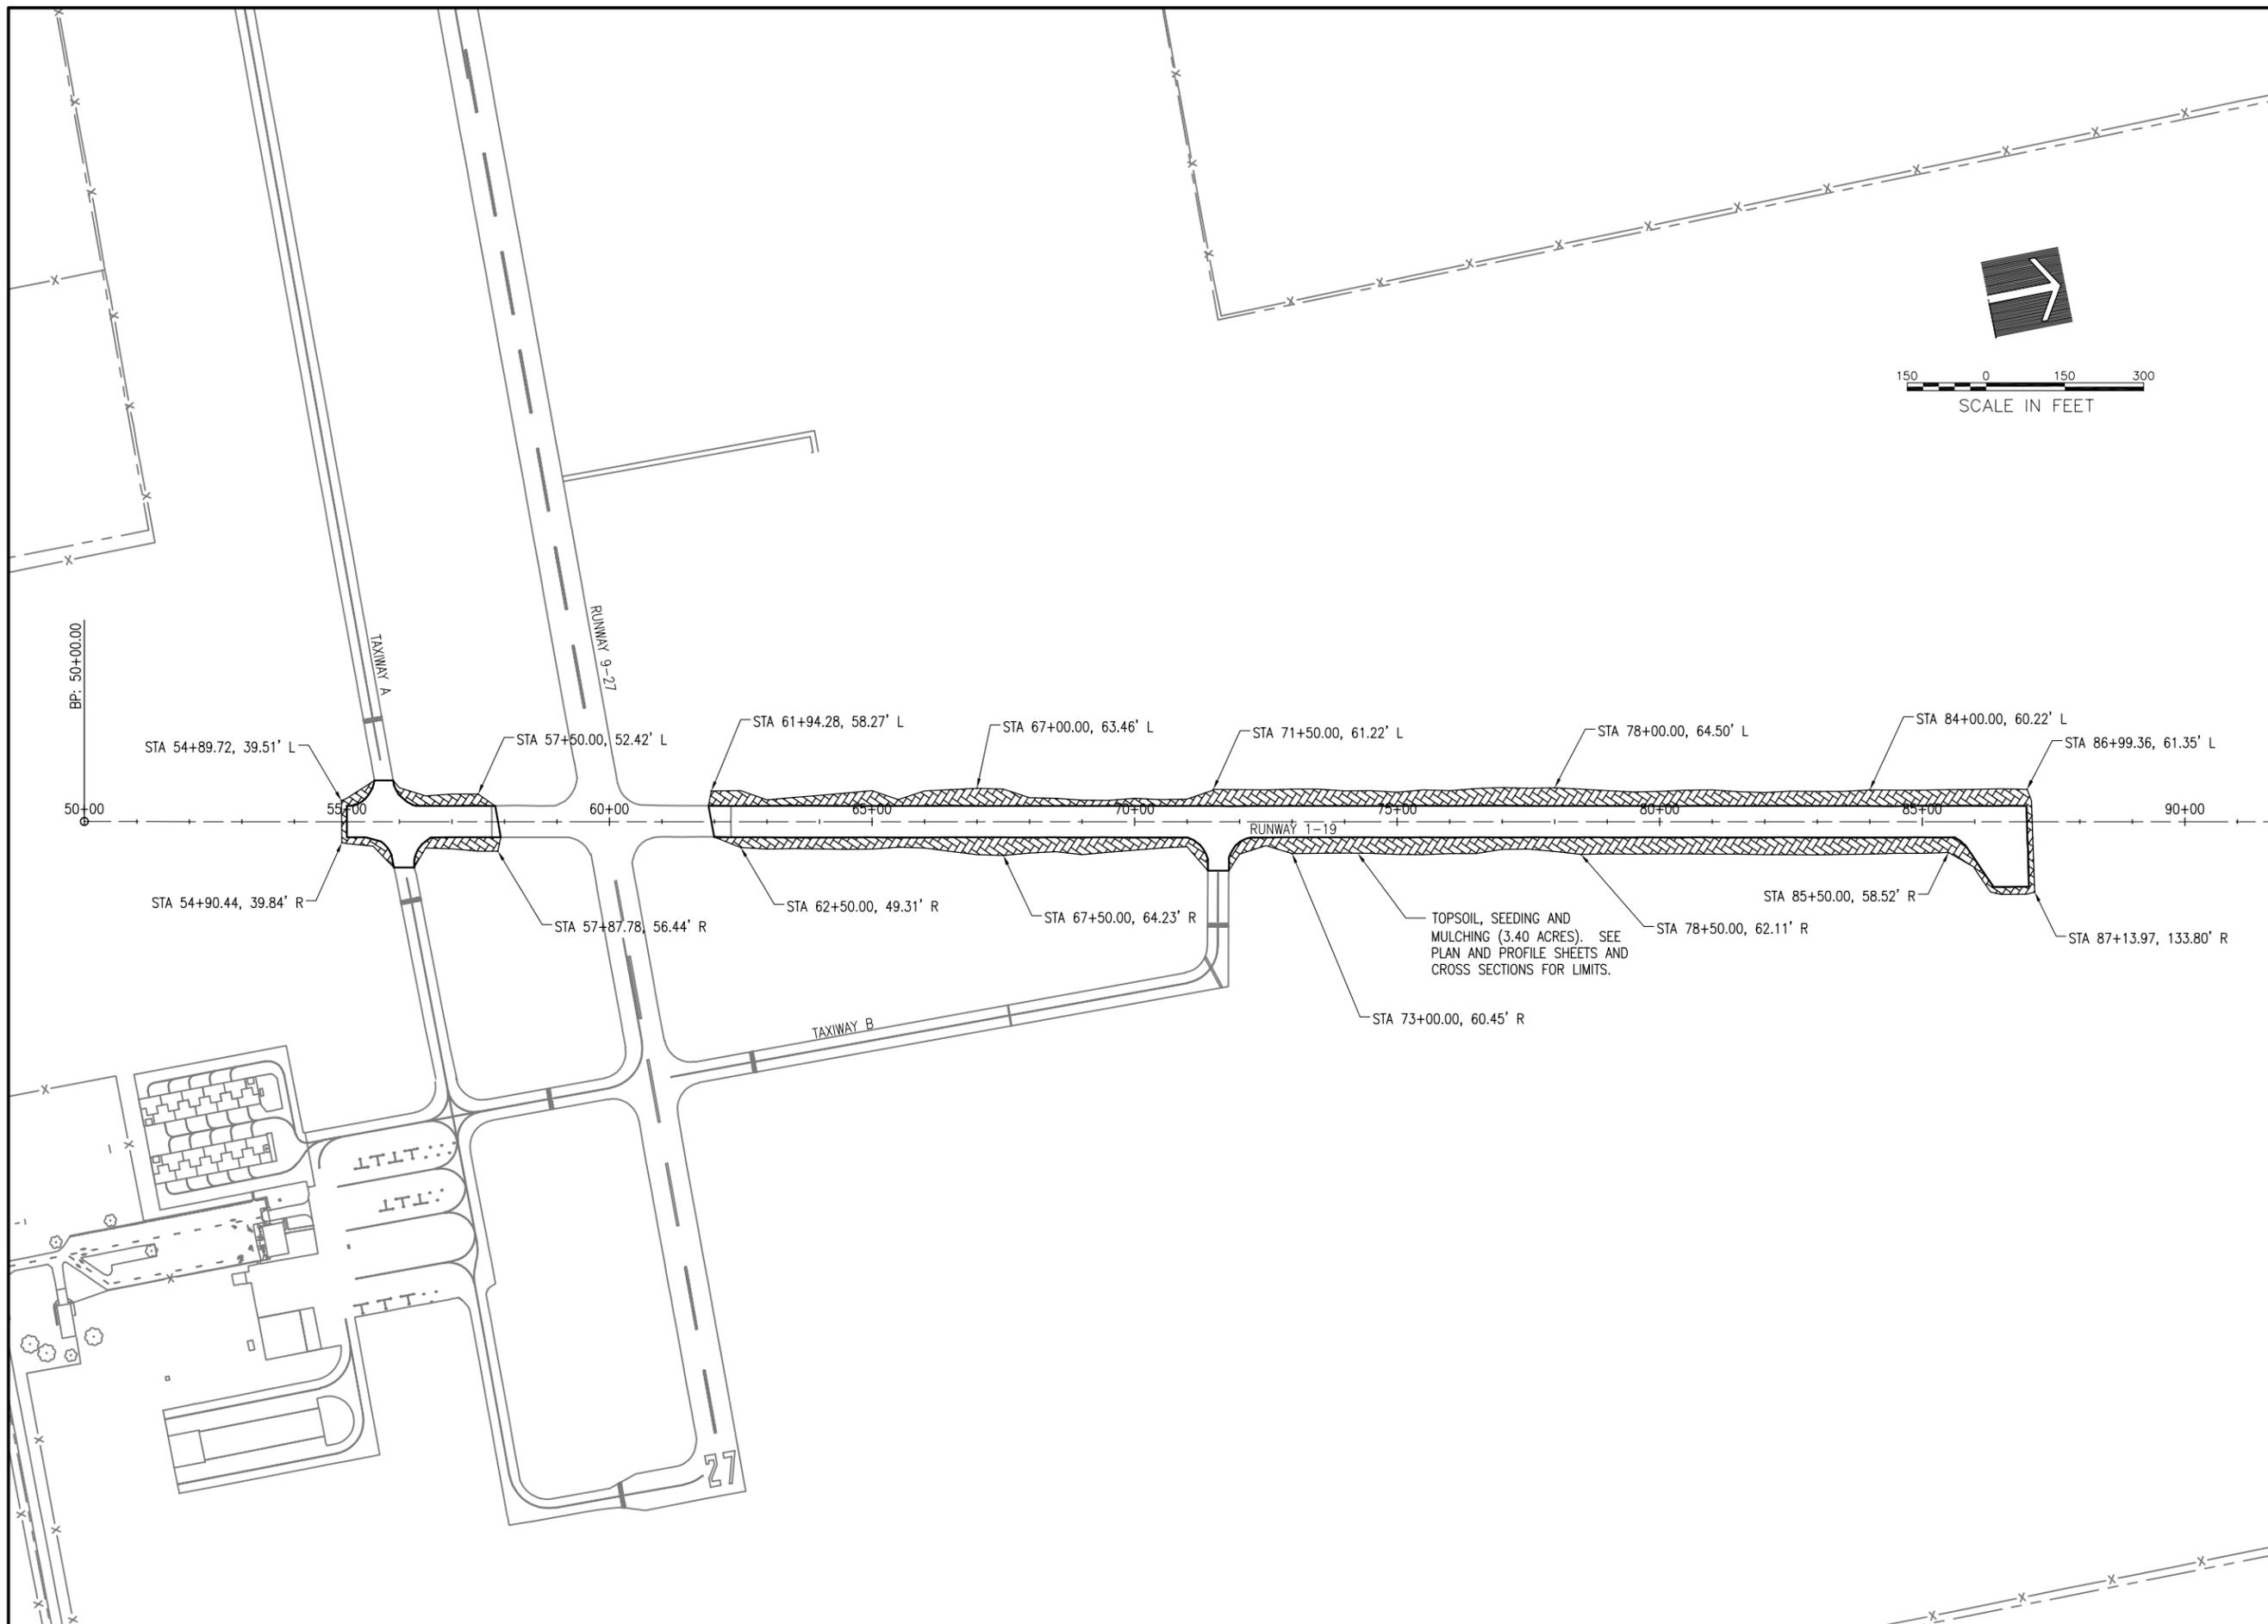 150 0 150 300
SCALE IN FEET
BP: 50+00.00
TAXIWAY A
RUNWAY 9-27
STA 54+89.72, 39.51' L
STA 57+50.00, 52.42' L
STA 61+94.28, 58.27' L
STA 67+00.00, 63.46' L
STA 71+50.00, 61.22' L
STA 78+00.00, 64.50' L
STA 84+00.00, 60.22' L
STA 86+99.36, 61.35' L
50+00 55+00 60+00 65+00 70+00 75+00 80+00 85+00 90+00
RUNWAY 1-19
STA 54+90.44, 39.84' R
STA 57+87.78, 56.44' R
STA 62+50.00, 49.31' R
STA 67+50.00, 64.23' R
TOPSOIL, SEEDING AND
MULCHING (3.40 ACRES). SEE
PLAN AND PROFILE SHEETS AND
CROSS SECTIONS FOR LIMITS.
STA 73+00.00, 60.45' R
STA 78+50.00, 62.11' R
STA 85+50.00, 58.52' R
STA 87+13.97, 133.80' R
TAXIWAY B
27